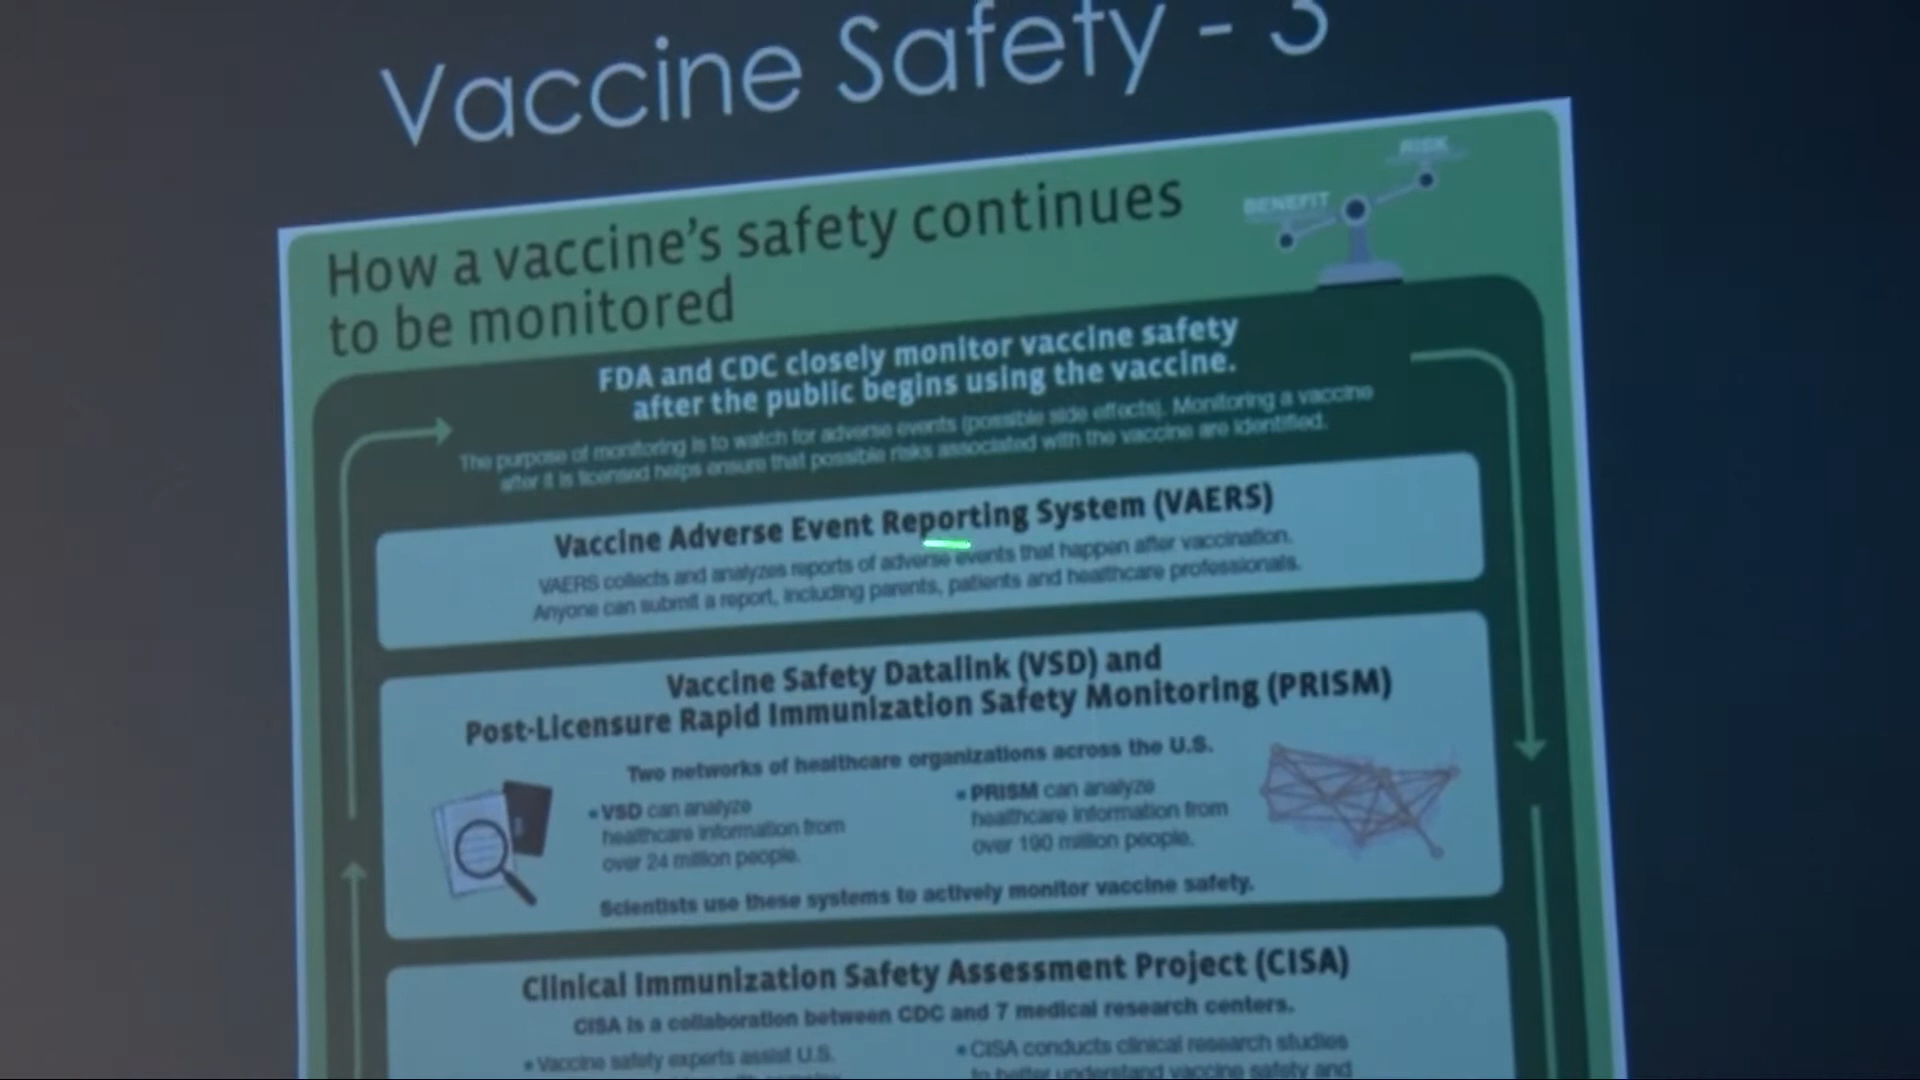 Vaccine Safety - 3
RISK
BENEFIT
How a vaccine's safety continues
to be monitored
FDA and CDC closely monitor vaccine safety
after the public begins using the vaccine.
The purpose of monitoring is to watch for adverse events (possible side effects). Monitoring a vaccine
after it is licensed helps ensure that possible risks associated with the vaccine are identified.
Vaccine Adverse Event Reporting System (VAERS)
VAERS collects and analyzes reports of adverse events that happen after vaccination.
Anyone can submit a report, including parents, patients and healthcare professionals.
Vaccine Safety Datalink (VSD) and
Post-Licensure Rapid Immunization Safety Monitoring (PRISM)
Two networks of healthcare organizations across the U.S.
• VSD can analyze
healthcare information from
over 24 million people.
• PRISM can analyze
healthcare information from
over 190 million people.
Scientists use these systems to actively monitor vaccine safety.
Clinical Immunization Safety Assessment Project (CISA)
CISA is a collaboration between CDC and 7 medical research centers.
• Vaccine safety experts assist U.S.
• CISA conducts clinical research studies
to better understand vaccine safety and